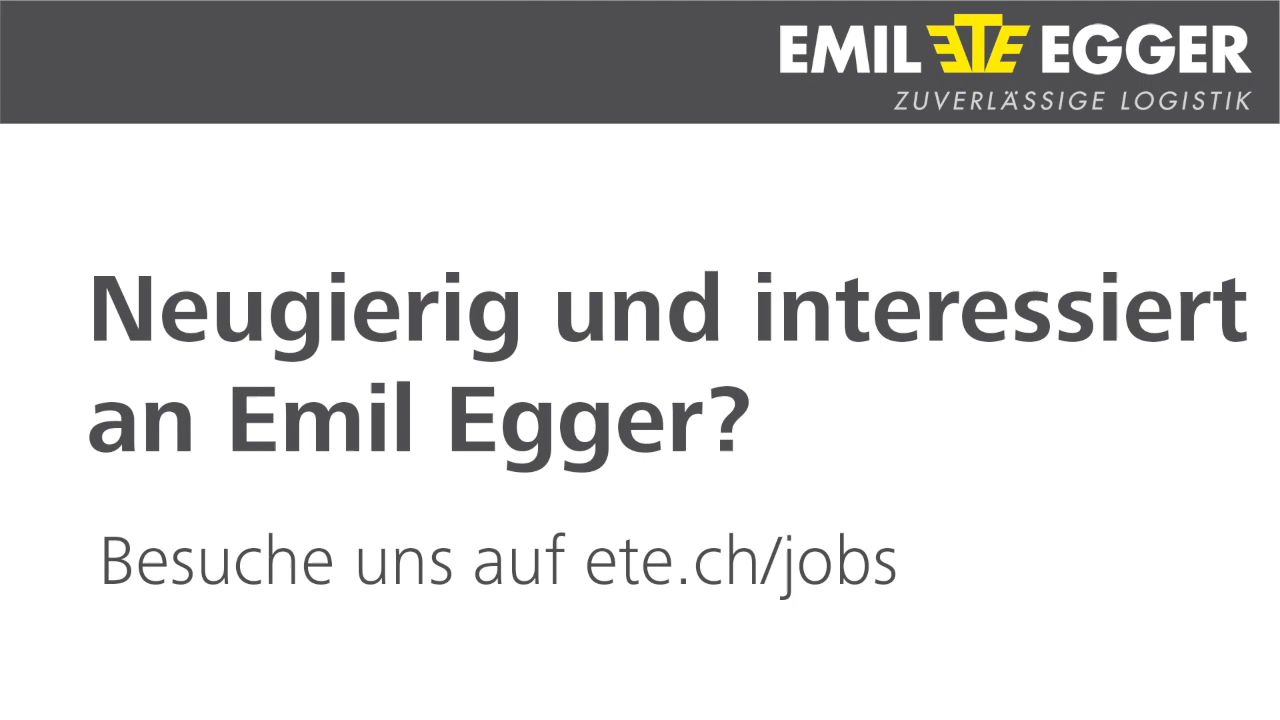 EMIL ETE EGGER
ZUVERLÄSSIGE LOGISTIK
Neugierig und interessiert
an Emil Egger?
Besuche uns auf ete.ch/jobs